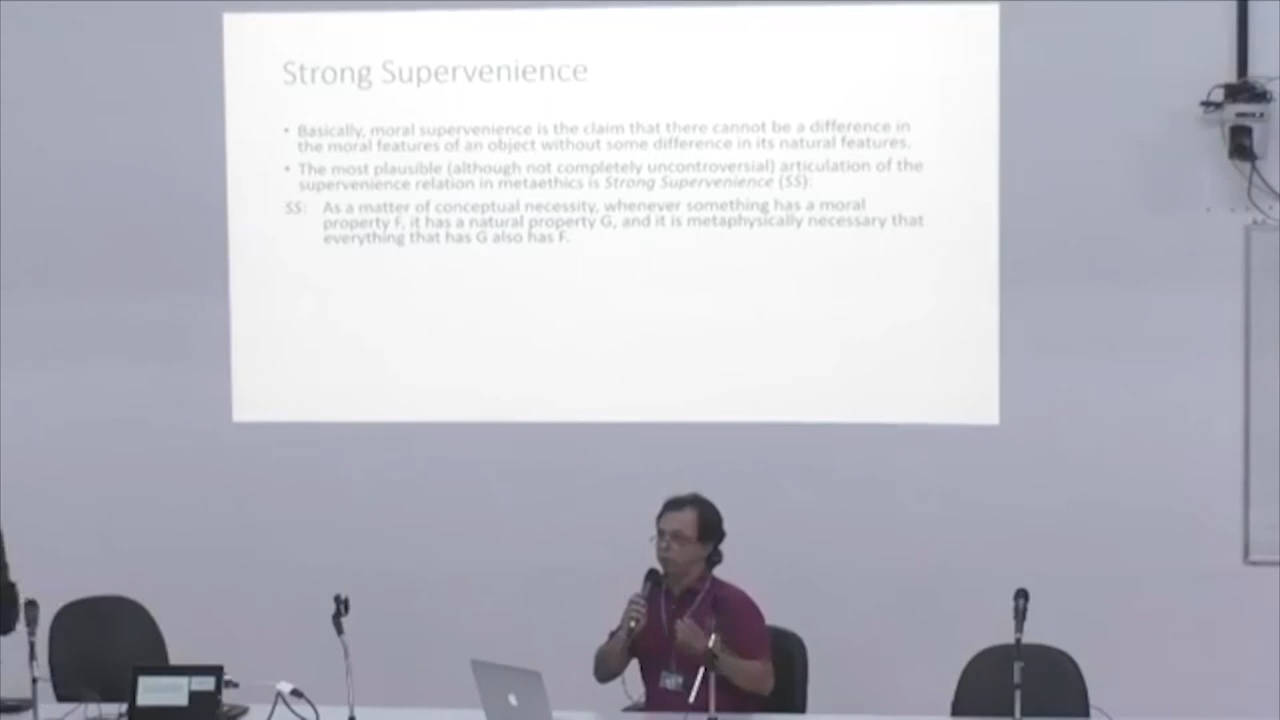 Strong Supervenience
• Basically, moral supervenience is the claim that there cannot be a difference in
the moral features of an object without some difference in its natural features.
• The most plausible (although not completely uncontroversial) articulation of the
supervenience relation in metaethics is Strong Supervenience (SS):
SS: As a matter of conceptual necessity, whenever something has a moral
property F, it has a natural property G, and it is metaphysically necessary that
everything that has G also has F.